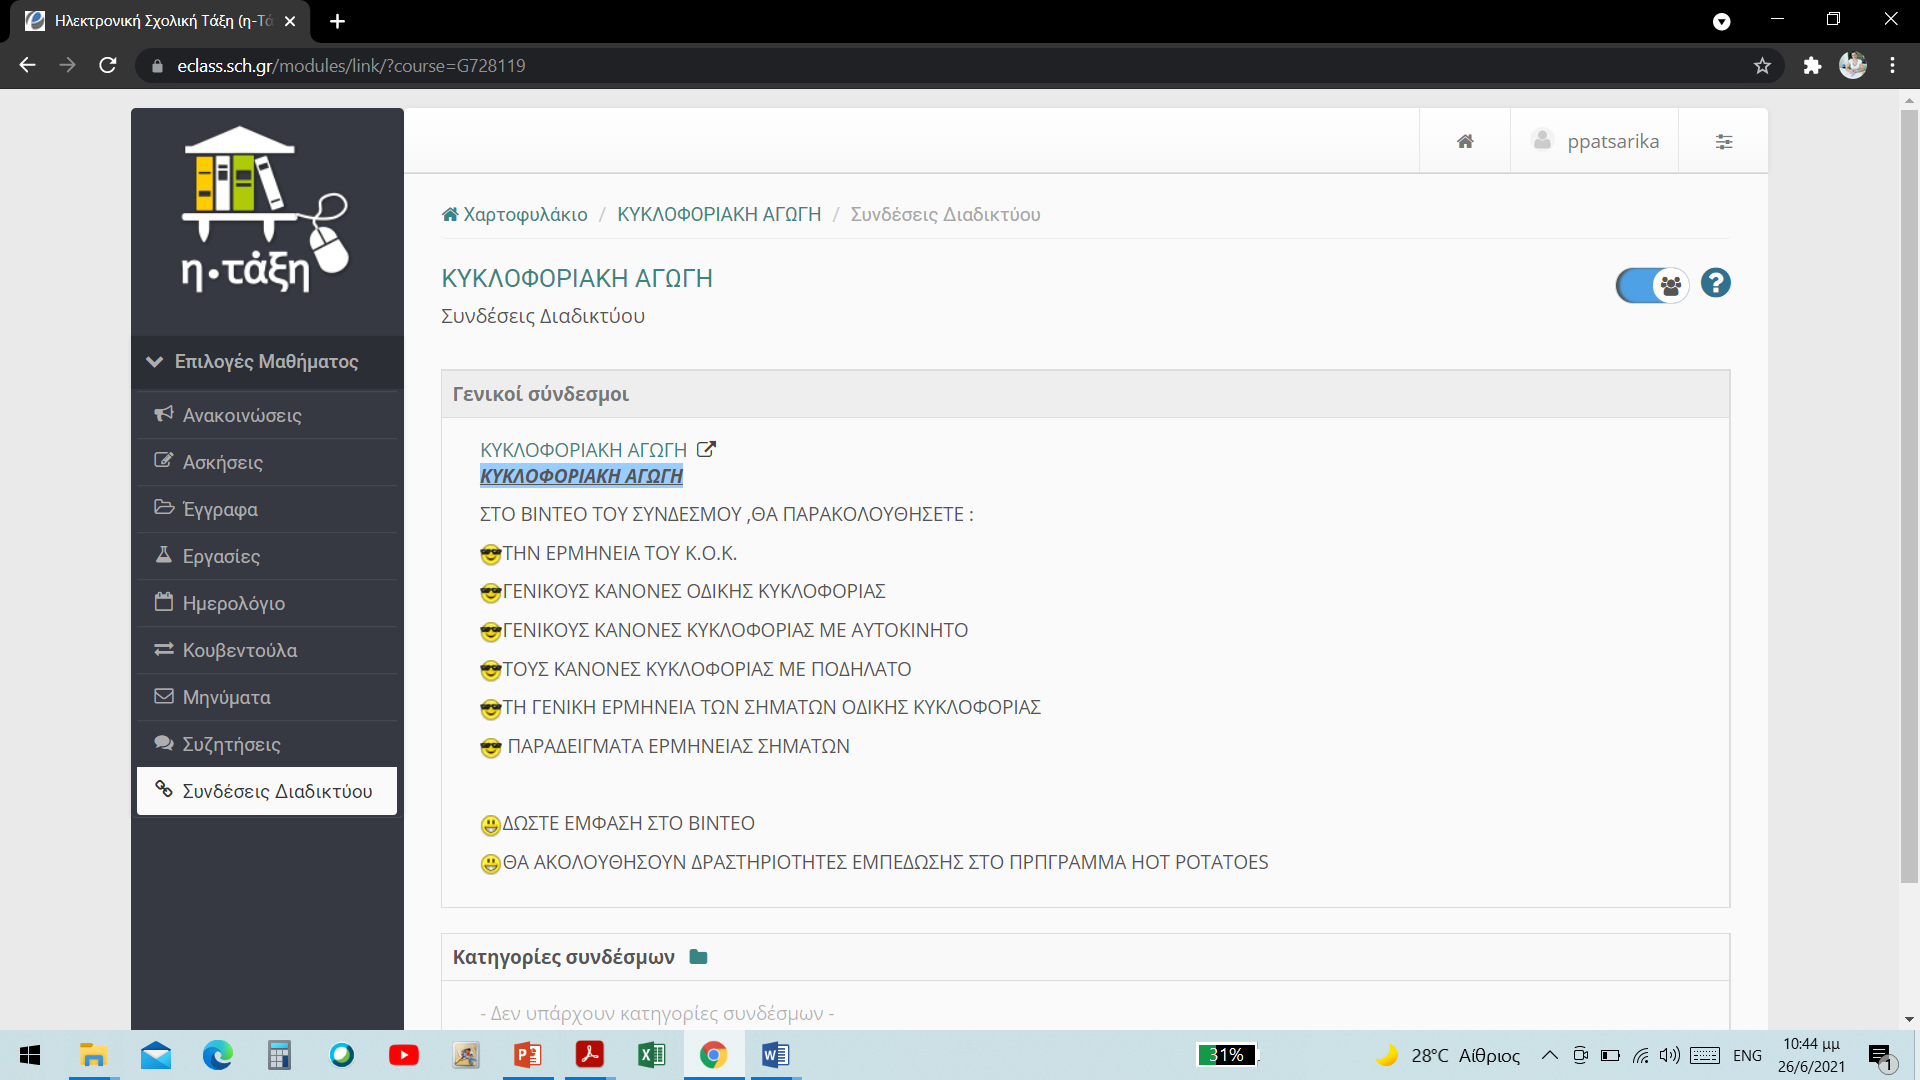 Ηλεκτρονική Σχολική Τάξη (η-Τά
eclass.sch.gr/modules/link/?course=G728119
η·τάξη
ppatsarika
Χαρτοφυλάκιο / ΚΥΚΛΟΦΟΡΙΑΚΗ ΑΓΩΓΗ / Συνδέσεις Διαδικτύου
ΚΥΚΛΟΦΟΡΙΑΚΗ ΑΓΩΓΗ
Συνδέσεις Διαδικτύου
Επιλογές Μαθήματος
Ανακοινώσεις
Ασκήσεις
Έγγραφα
Εργασίες
Ημερολόγιο
Κουβεντούλα
Μηνύματα
Συζητήσεις
Συνδέσεις Διαδικτύου
Γενικοί σύνδεσμοι
ΚΥΚΛΟΦΟΡΙΑΚΗ ΑΓΩΓΗ
ΚΥΚΛΟΦΟΡΙΑΚΗ ΑΓΩΓΗ
ΣΤΟ ΒΙΝΤΕΟ ΤΟΥ ΣΥΝΔΕΣΜΟΥ ,ΘΑ ΠΑΡΑΚΟΛΟΥΘΗΣΕΤΕ :
ΤΗΝ ΕΡΜΗΝΕΙΑ ΤΟΥ Κ.Ο.Κ.
ΓΕΝΙΚΟΥΣ ΚΑΝΟΝΕΣ ΟΔΙΚΗΣ ΚΥΚΛΟΦΟΡΙΑΣ
ΓΕΝΙΚΟΥΣ ΚΑΝΟΝΕΣ ΚΥΚΛΟΦΟΡΙΑΣ ΜΕ ΑΥΤΟΚΙΝΗΤΟ
ΤΟΥΣ ΚΑΝΟΝΕΣ ΚΥΚΛΟΦΟΡΙΑΣ ΜΕ ΠΟΔΗΛΑΤΟ
ΤΗ ΓΕΝΙΚΗ ΕΡΜΗΝΕΙΑ ΤΩΝ ΣΗΜΑΤΩΝ ΟΔΙΚΗΣ ΚΥΚΛΟΦΟΡΙΑΣ
ΠΑΡΑΔΕΙΓΜΑΤΑ ΕΡΜΗΝΕΙΑΣ ΣΗΜΑΤΩΝ
ΔΩΣΤΕ ΕΜΦΑΣΗ ΣΤΟ ΒΙΝΤΕΟ
ΘΑ ΑΚΟΛΟΥΘΗΣΟΥΝ ΔΡΑΣΤΗΡΙΟΤΗΤΕΣ ΕΜΠΕΔΩΣΗΣ ΣΤΟ ΠΡΠΓΡΑΜΜΑ HOT POTATOES
Κατηγορίες συνδέσμων
- Δεν υπάρχουν κατηγορίες συνδέσμων -
31%
28°C Αίθριος
ENG
10:44 μμ
26/6/2021
1